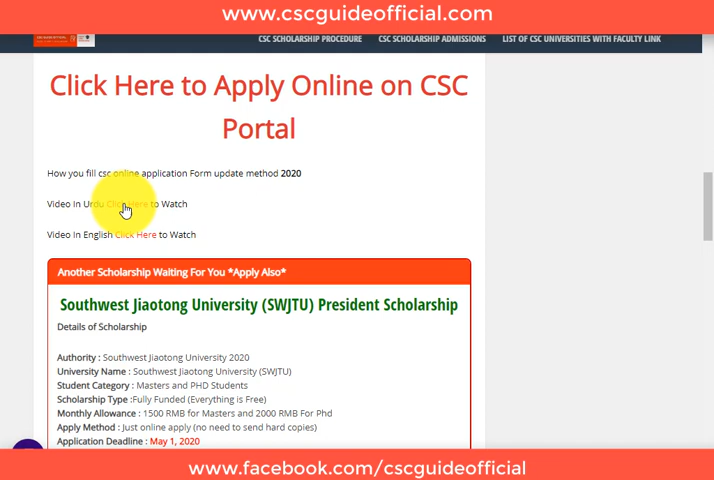 www.cscguideofficial.com
CSC SCHOLARSHIP PROCEDURE CSC SCHOLARSHIP ADMISSIONS LIST OF CSC UNIVERSITIES WITH FACULTY LINK
Click Here to Apply Online on CSC
Portal
How you fill csc online application Form update method 2020
Video In Urdu Click Here to Watch
Video In English Click Here to Watch
Another Scholarship Waiting For You *Apply Also*
Southwest Jiaotong University (SWJTU) President Scholarship
Details of Scholarship
Authority : Southwest Jiaotong University 2020
University Name : Southwest Jiaotong University (SWJTU)
Student Category : Masters and PHD Students
Scholarship Type :Fully Funded (Everything is Free)
Monthly Allowance : 1500 RMB for Masters and 2000 RMB For Phd
Apply Method : Just online apply (no need to send hard copies)
Application Deadline : May 1, 2020
www.facebook.com/cscguideofficial